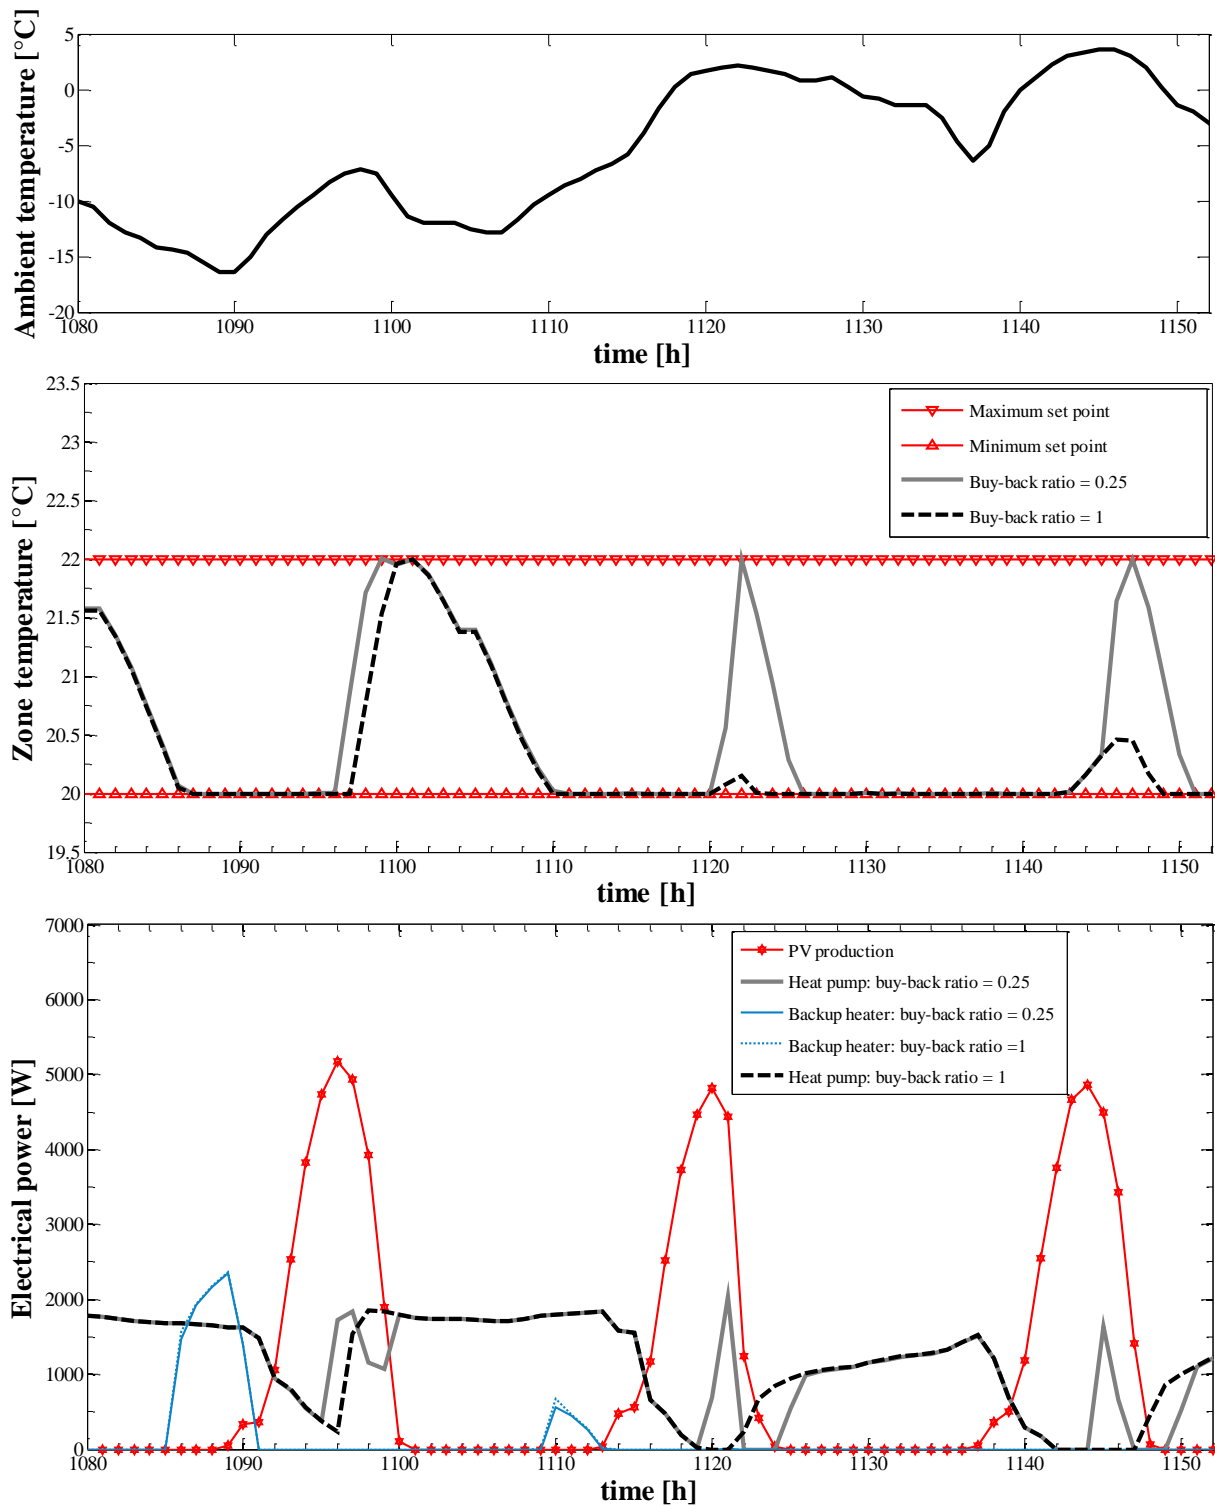 Ambient temperature [°C]
5
0
-5
-10
-15
-20
1080 1090 1100 1110 1120 1130 1140 1150
time [h]
Zone temperature [°C]
23.5
23
22.5
22
21.5
21
20.5
20
19.5
Maximum set point
Minimum set point
Buy-back ratio = 0.25
Buy-back ratio = 1
1080 1090 1100 1110 1120 1130 1140 1150
time [h]
Electrical power [W]
7000
6000
5000
4000
3000
2000
1000
0
PV production
Heat pump: buy-back ratio = 0.25
Backup heater: buy-back ratio = 0.25
Backup heater: buy-back ratio =1
Heat pump: buy-back ratio = 1
1080 1090 1100 1110 1120 1130 1140 1150
time [h]